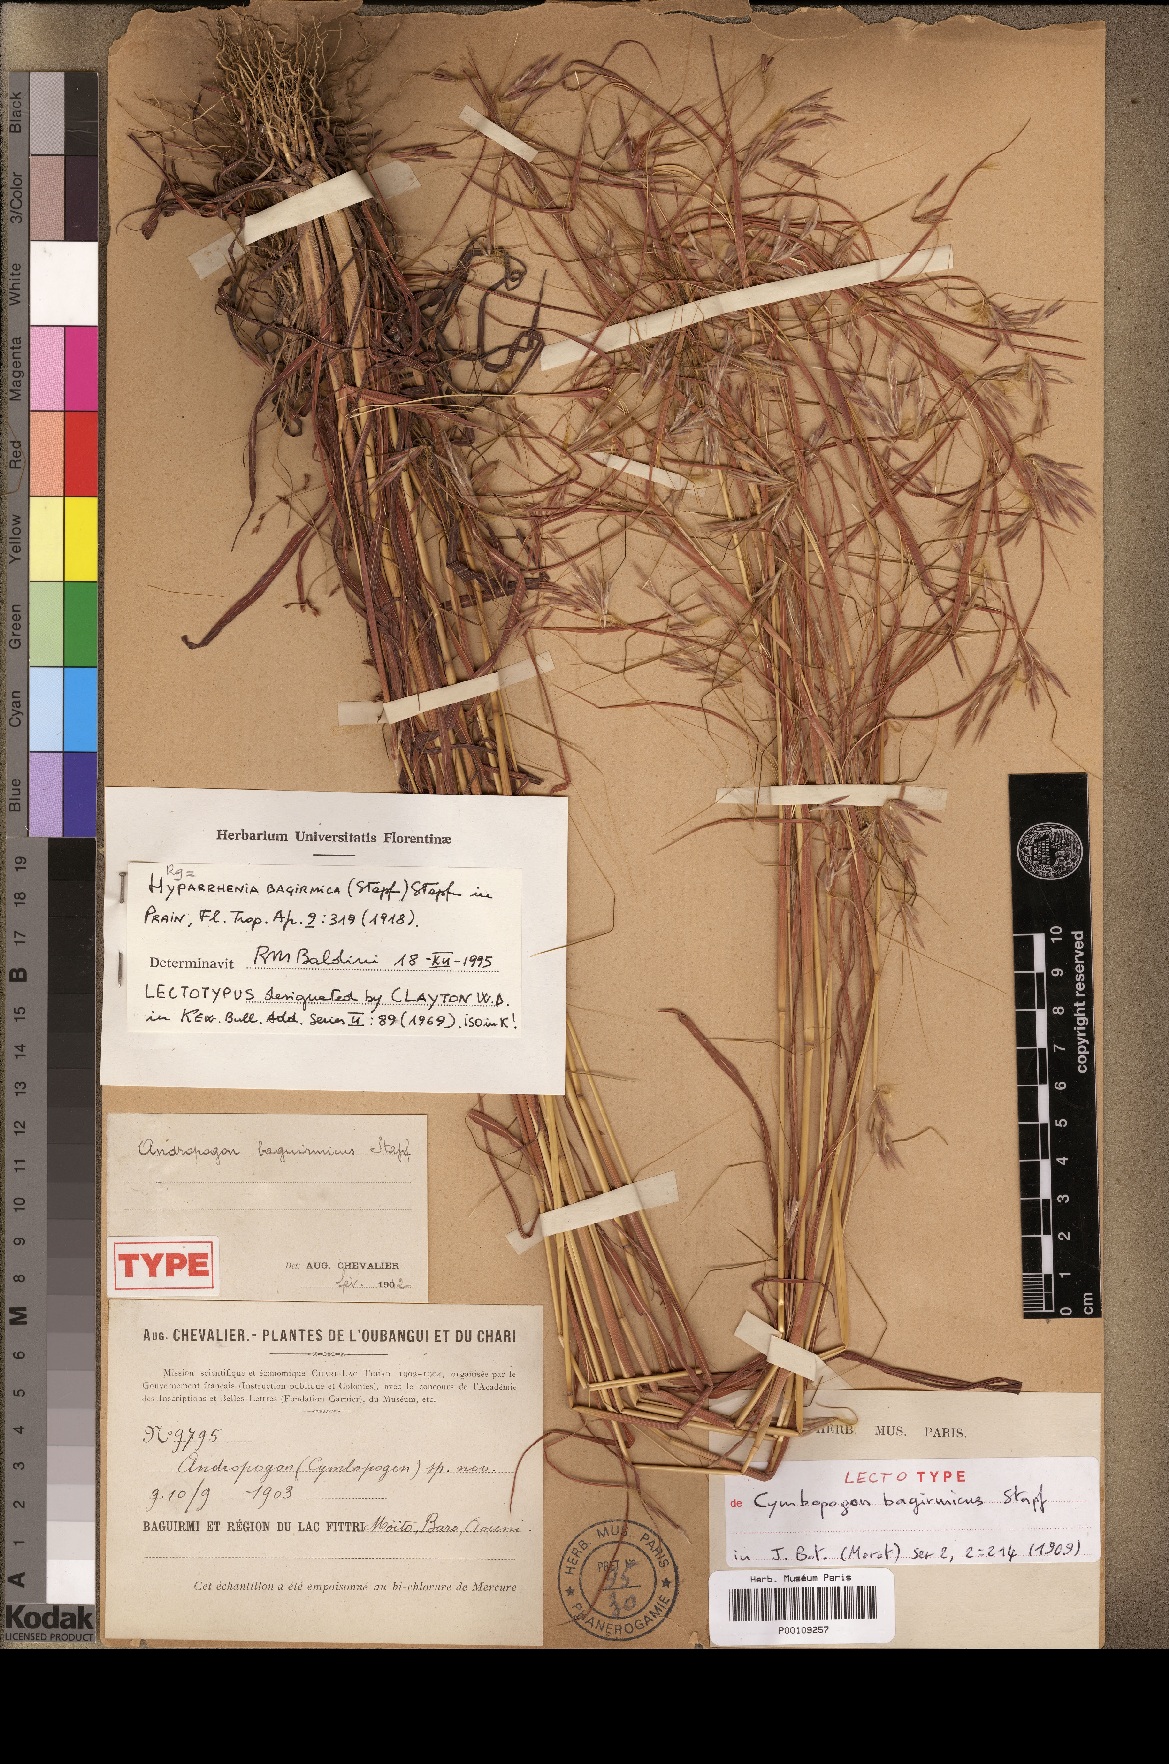 Black
3/Color
White
Magenta
Red
Yellow
Green
Cyan
Blue
19
18
17
B
16
15
14
13
12
11
10
9
8
M
7
6
5
4
3
2
1
A
Kodak
LICENSED PRODUCT
Herbarium Universitatis Florentinæ
HYPARRHENIA BAGIRMICA (Stapf) Stapf in
PRAIN, Fl. Trop. Af. 9: 319 (1918).
Determinavit RM Baldini 18-XII-1995
LECTOTYPUS designated by CLAYTON W.D.
in KEW. Bull. Add. Series II: 89 (1969). iso in K!
Andropogon baguirmicus Stapf
TYPE
Det. AUG. CHEVALIER
1902
AUG. CHEVALIER.- PLANTES DE L'OUBANGUI ET DU CHARI
Mission scientifique et économique CHARI-LAC TCHAD 1902-1904, organisée par le
Gouvernement français (Instruction publique et Colonies), avec le concours de l'Académie
des Inscriptions et Belles-Lettres (Fondation Garnier), du Muséum, etc.
N° 9795
Andropogon (Cymbopogon) sp. nov.
9.10/9 1903
BAGUIRMI ET RÉGION DU LAC FITTRI Moïto, Baro,
Cet échantillon a été empoisonné au bi-chlorure de Mercure
HERB. MUS. PARIS
PHANEROGAMIE
HERB. MUS. PARIS.
LECTOTYPE
de Cymbopogon bagirmicus Stapf
in J. Bot. (Morot) Ser 2, 2: 214 (1909)
Herb. Muséum Paris
P00109257
10
9
8
7
6
5
4
3
2
1
0
cm
copyright reserved